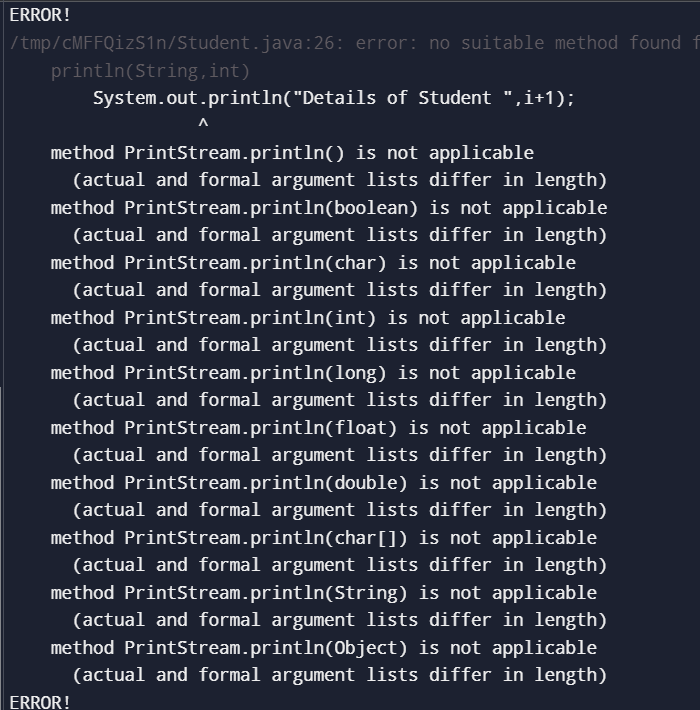 ERROR!
/tmp/cMFFQizS1n/Student.java:26: error: no suitable method found f
println(String,int)
System.out.println("Details of Student ",i+1);
^
method PrintStream.println() is not applicable
(actual and formal argument lists differ in length)
method PrintStream.println(boolean) is not applicable
(actual and formal argument lists differ in length)
method PrintStream.println(char) is not applicable
(actual and formal argument lists differ in length)
method PrintStream.println(int) is not applicable
(actual and formal argument lists differ in length)
method PrintStream.println(long) is not applicable
(actual and formal argument lists differ in length)
method PrintStream.println(float) is not applicable
(actual and formal argument lists differ in length)
method PrintStream.println(double) is not applicable
(actual and formal argument lists differ in length)
method PrintStream.println(char[]) is not applicable
(actual and formal argument lists differ in length)
method PrintStream.println(String) is not applicable
(actual and formal argument lists differ in length)
method PrintStream.println(Object) is not applicable
(actual and formal argument lists differ in length)
ERROR!